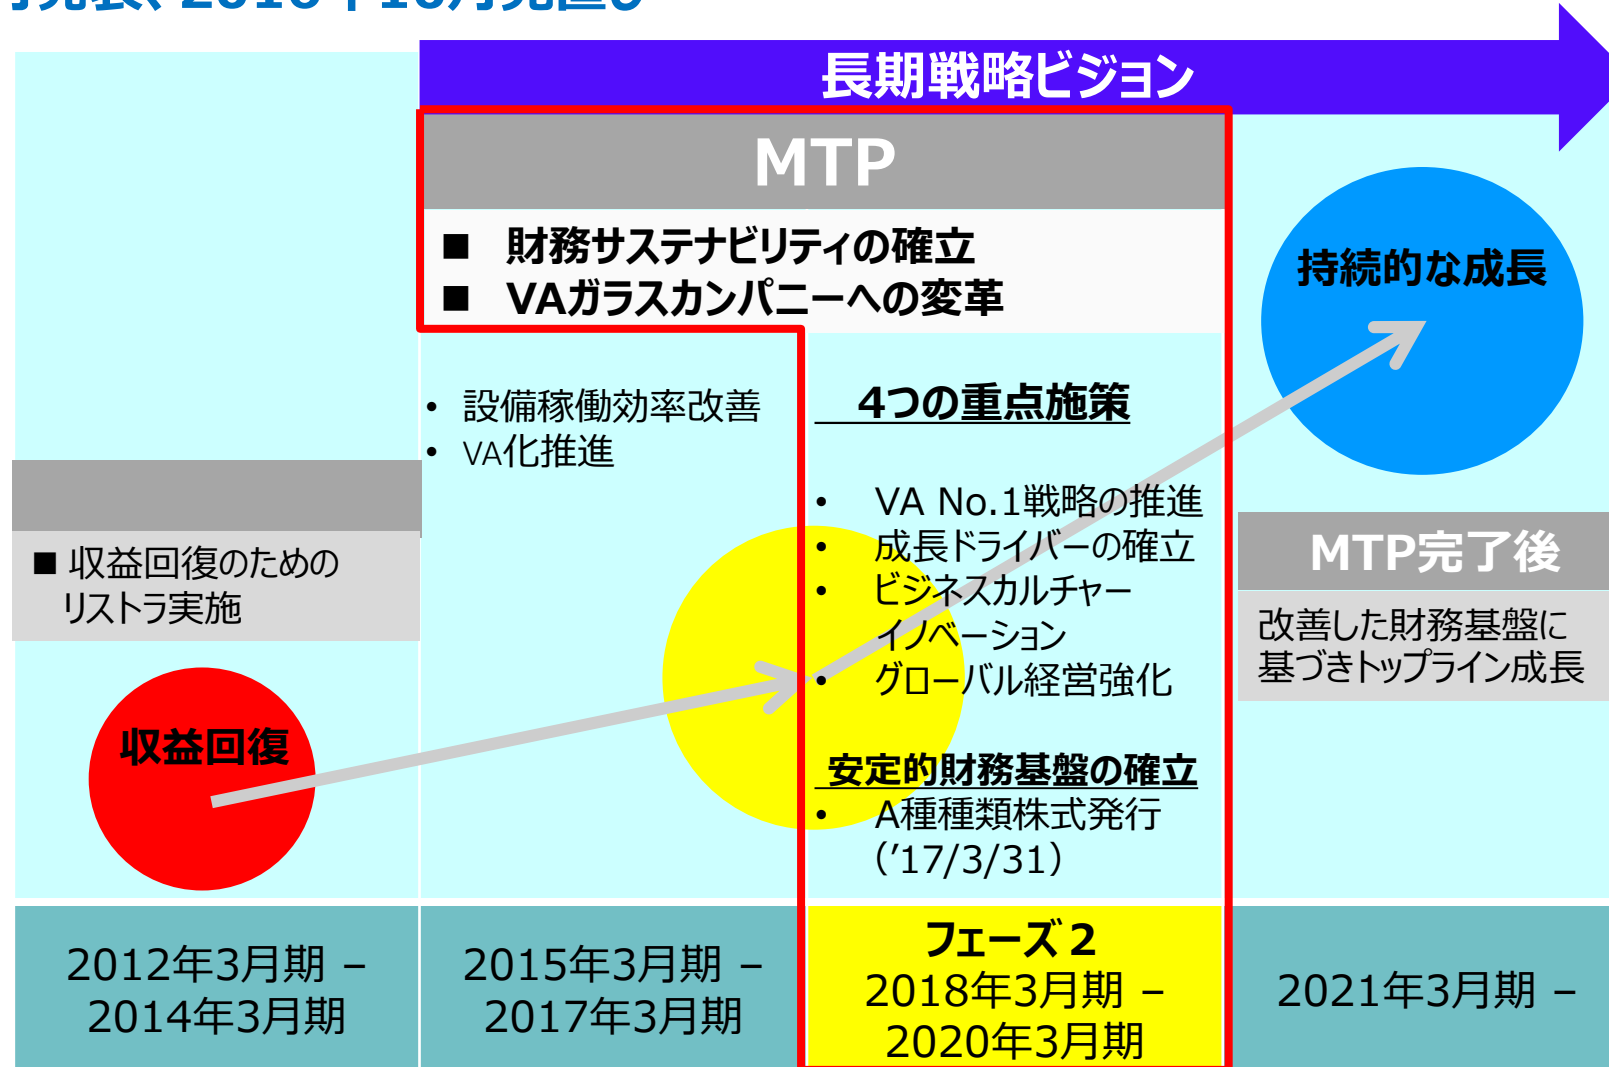 2016年10月見直し
長期戦略ビジョン
MTP
■ 財務サステナビリティの確立
■ VAガラスカンパニーへの変革
持続的な成長
• 設備稼働効率改善
• VA化推進
4つの重点施策
• VA No.1戦略の推進
• 成長ドライバーの確立
• ビジネスカルチャー
イノベーション
• グローバル経営強化
安定的財務基盤の確立
• A種種類株式発行
(’17/3/31)
■ 収益回復のための
リストラ実施
収益回復
MTP完了後
改善した財務基盤に
基づきトップライン成長
2012年3月期 –
2014年3月期
2015年3月期 –
2017年3月期
フェーズ 2
2018年3月期 –
2020年3月期
2021年3月期 –